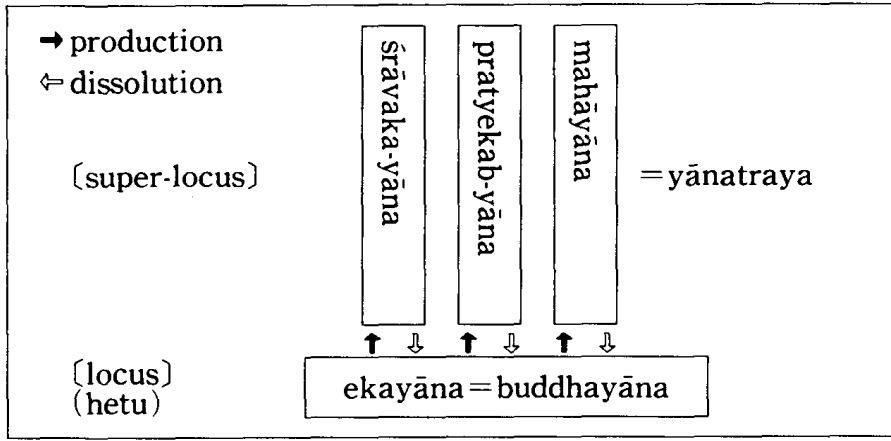 ➡ production
⇦ dissolution
śrāvaka-yāna
pratyekab-yāna
mahāyāna
〔super-locus〕
=yānatraya
〔locus〕
(hetu)
ekayāna=buddhayāna